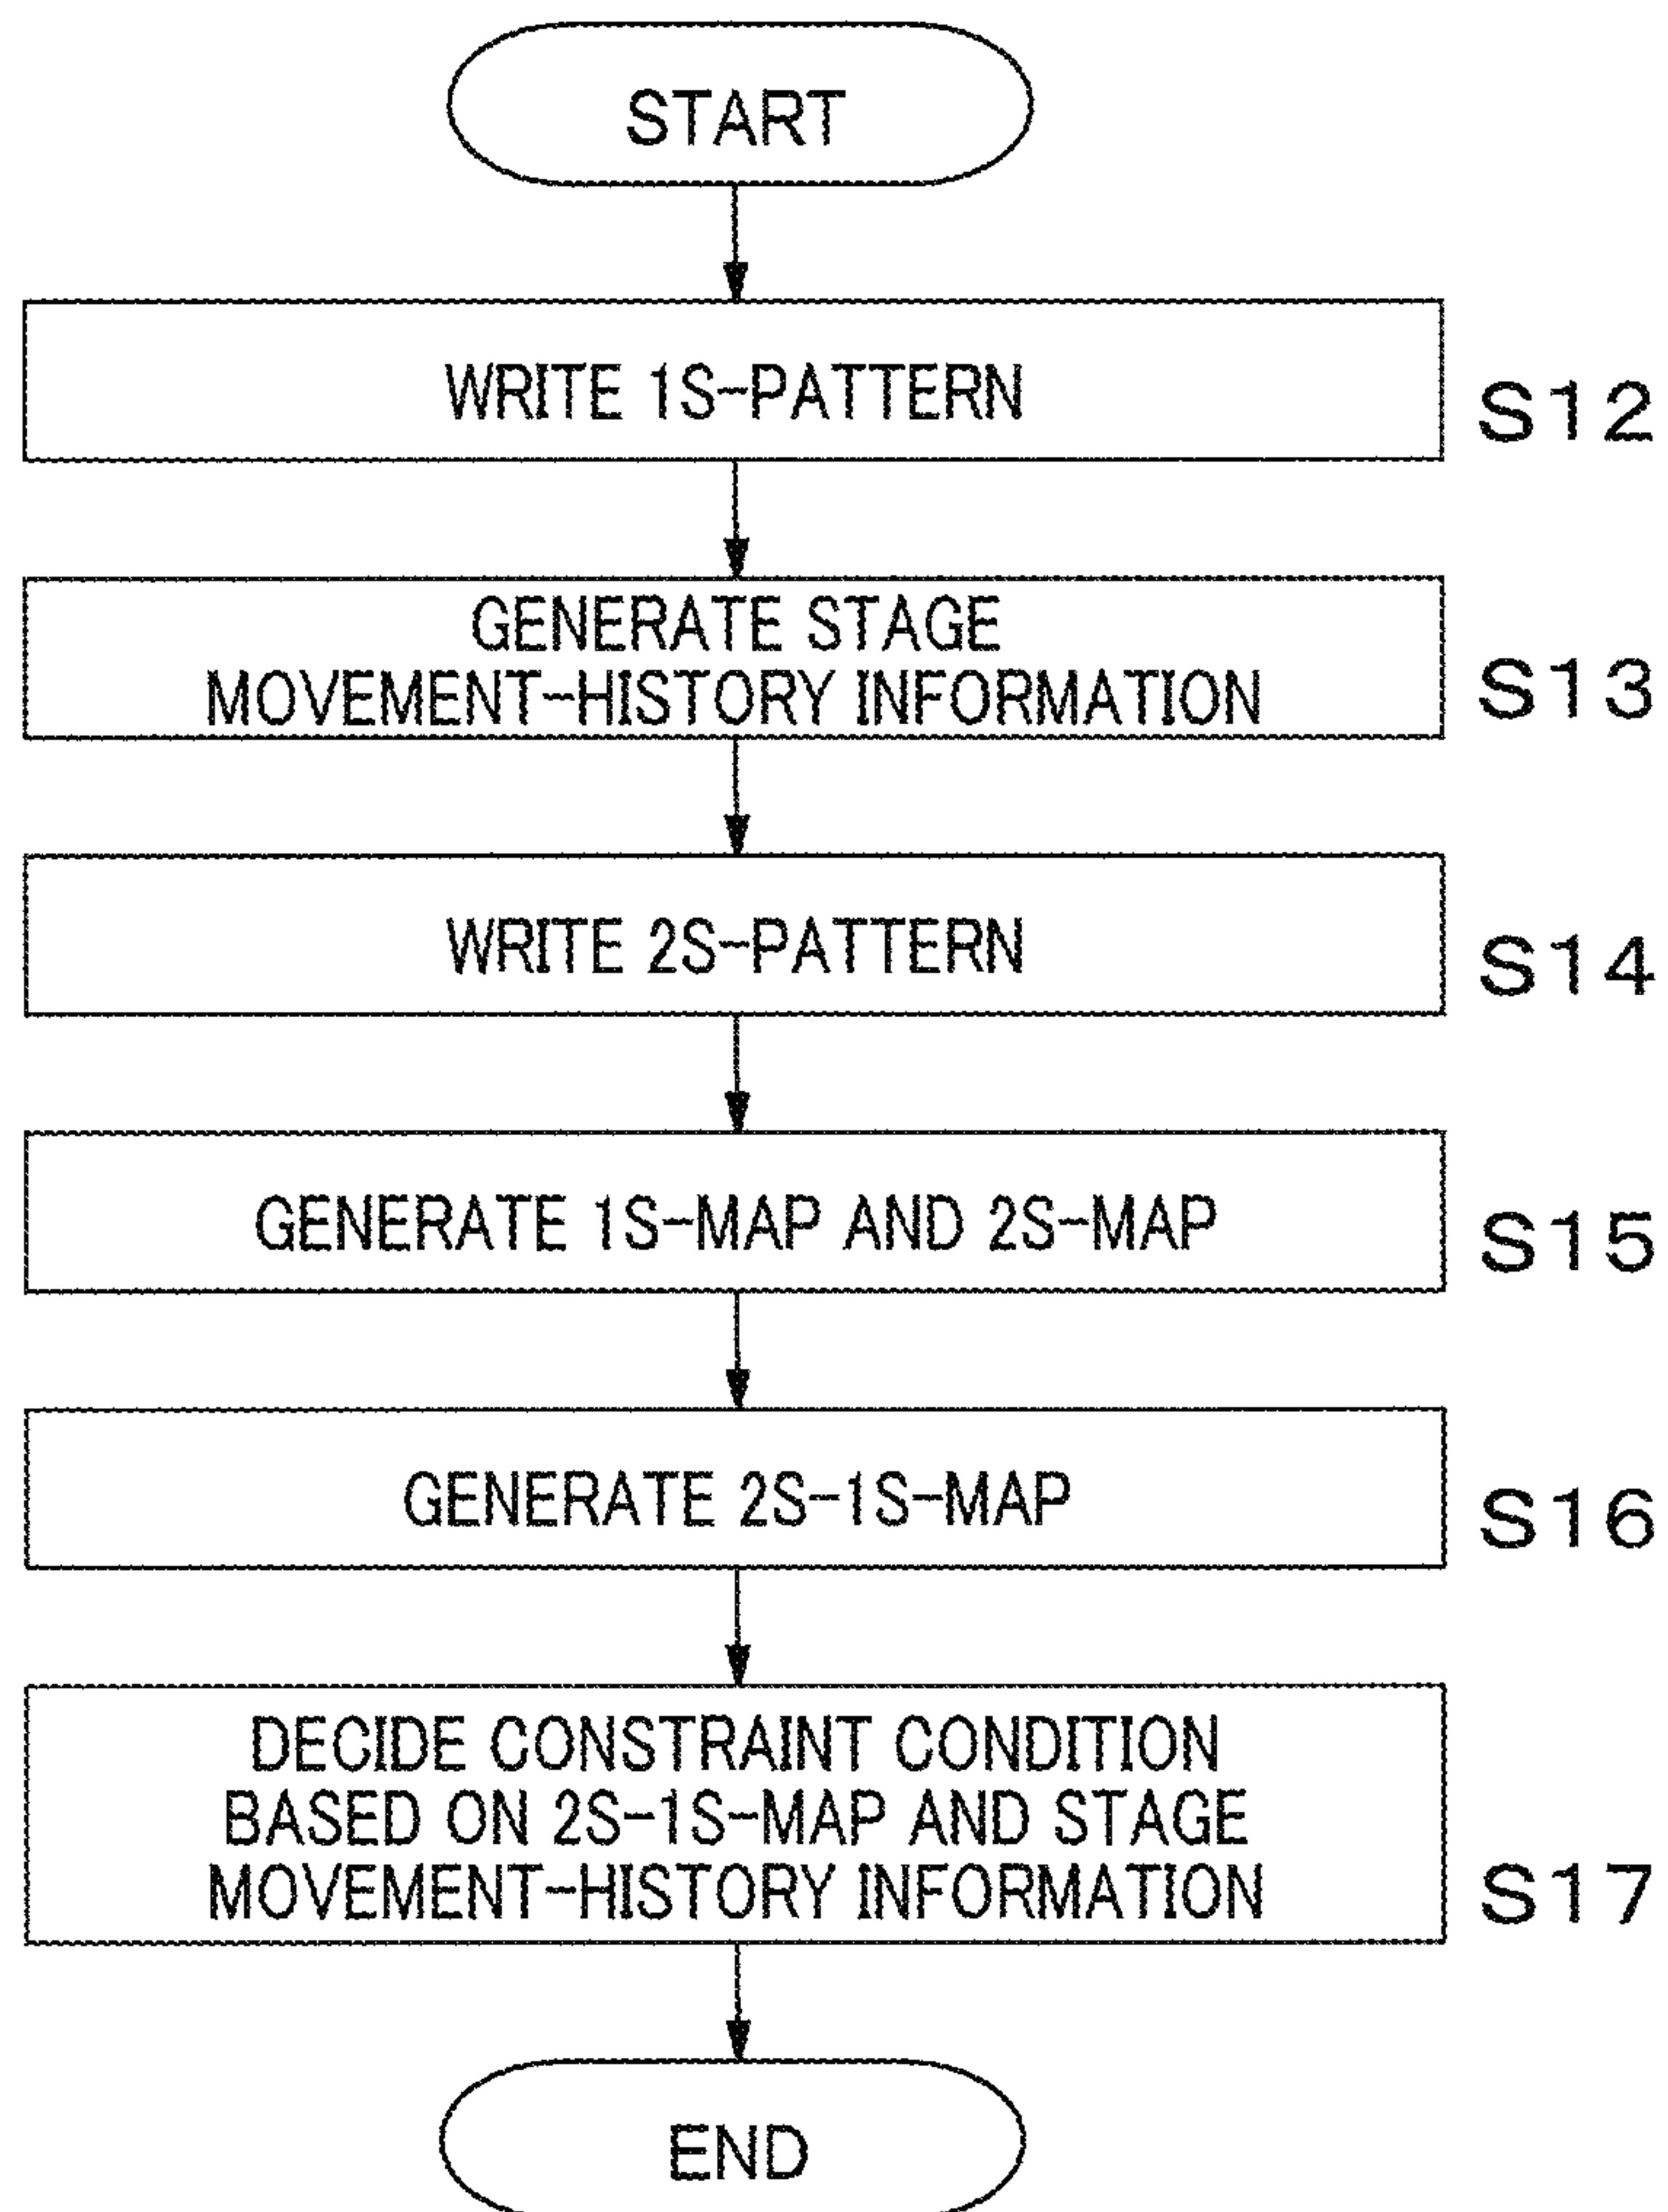 START
WRITE 1S-PATTERN
S12
GENERATE STAGE
MOVEMENT-HISTORY INFORMATION
S13
WRITE 2S-PATTERN
S14
GENERATE 1S-MAP AND 2S-MAP
S15
GENERATE 2S-1S-MAP
S16
DECIDE CONSTRAINT CONDITION
BASED ON 2S-1S-MAP AND STAGE
MOVEMENT-HISTORY INFORMATION
S17
END